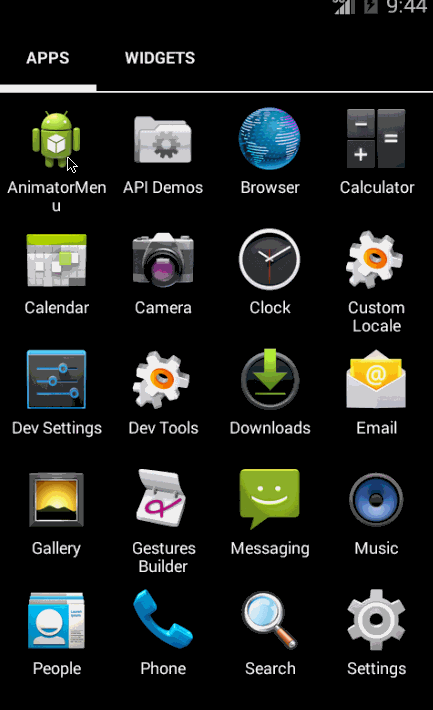 9:44
APPS WIDGETS
AnimatorMen
u
API Demos
Browser
Calculator
Calendar
Camera
Clock
Custom
Locale
Dev Settings
Dev Tools
Downloads
@
Email
Gallery
Gestures
Builder
Messaging
Music
People
Phone
Search
Settings